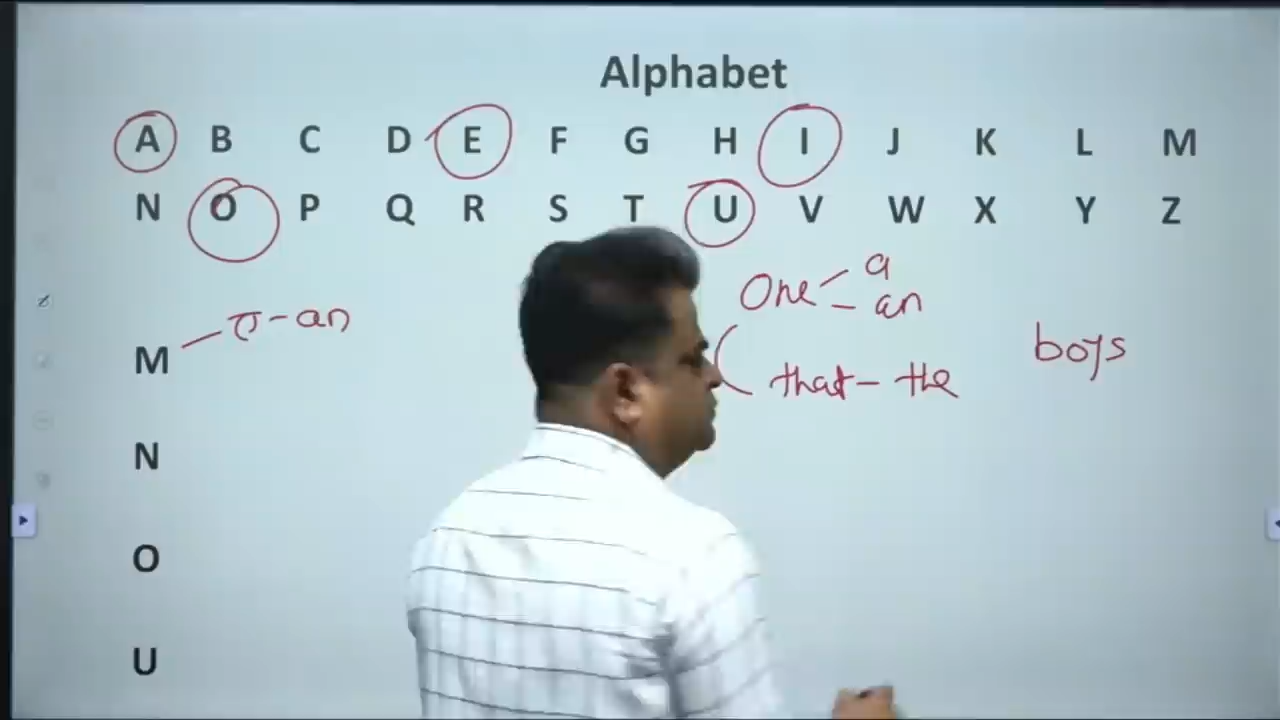 Alphabet
A B C D E F G H I J K L M
N O P Q R S T U V W X Y Z
One - a
- an
M - an
boys
that - the
N
O
U